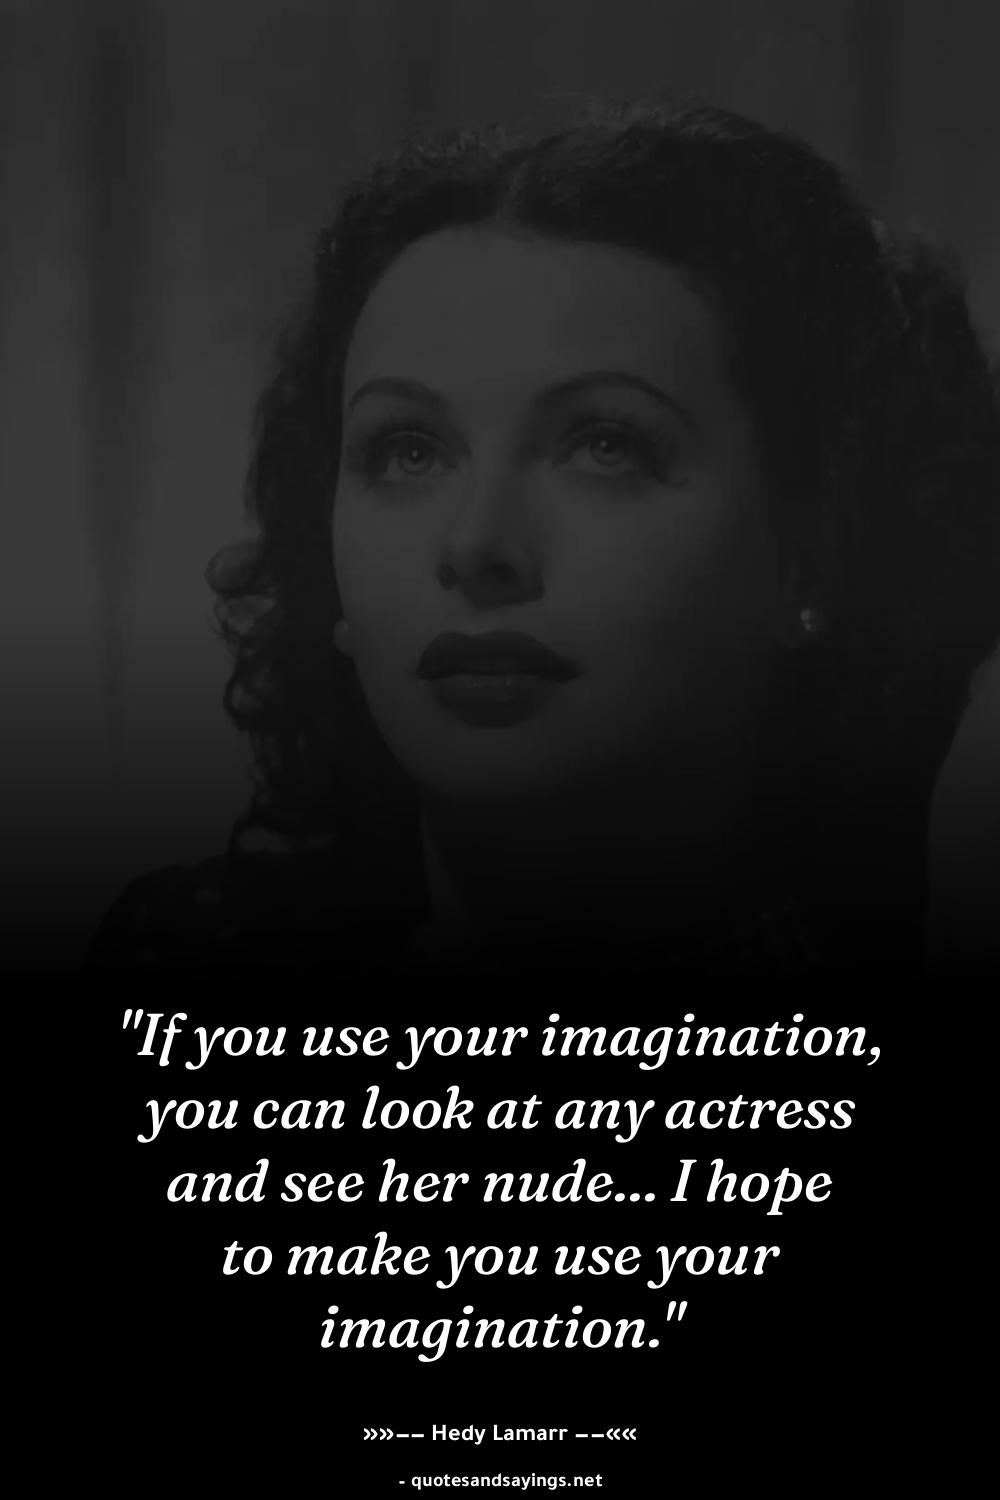 "If you use your imagination,
you can look at any actress
and see her nude... I hope
to make you use your
imagination."
»»–– Hedy Lamarr ––««
- quotesandsayings.net